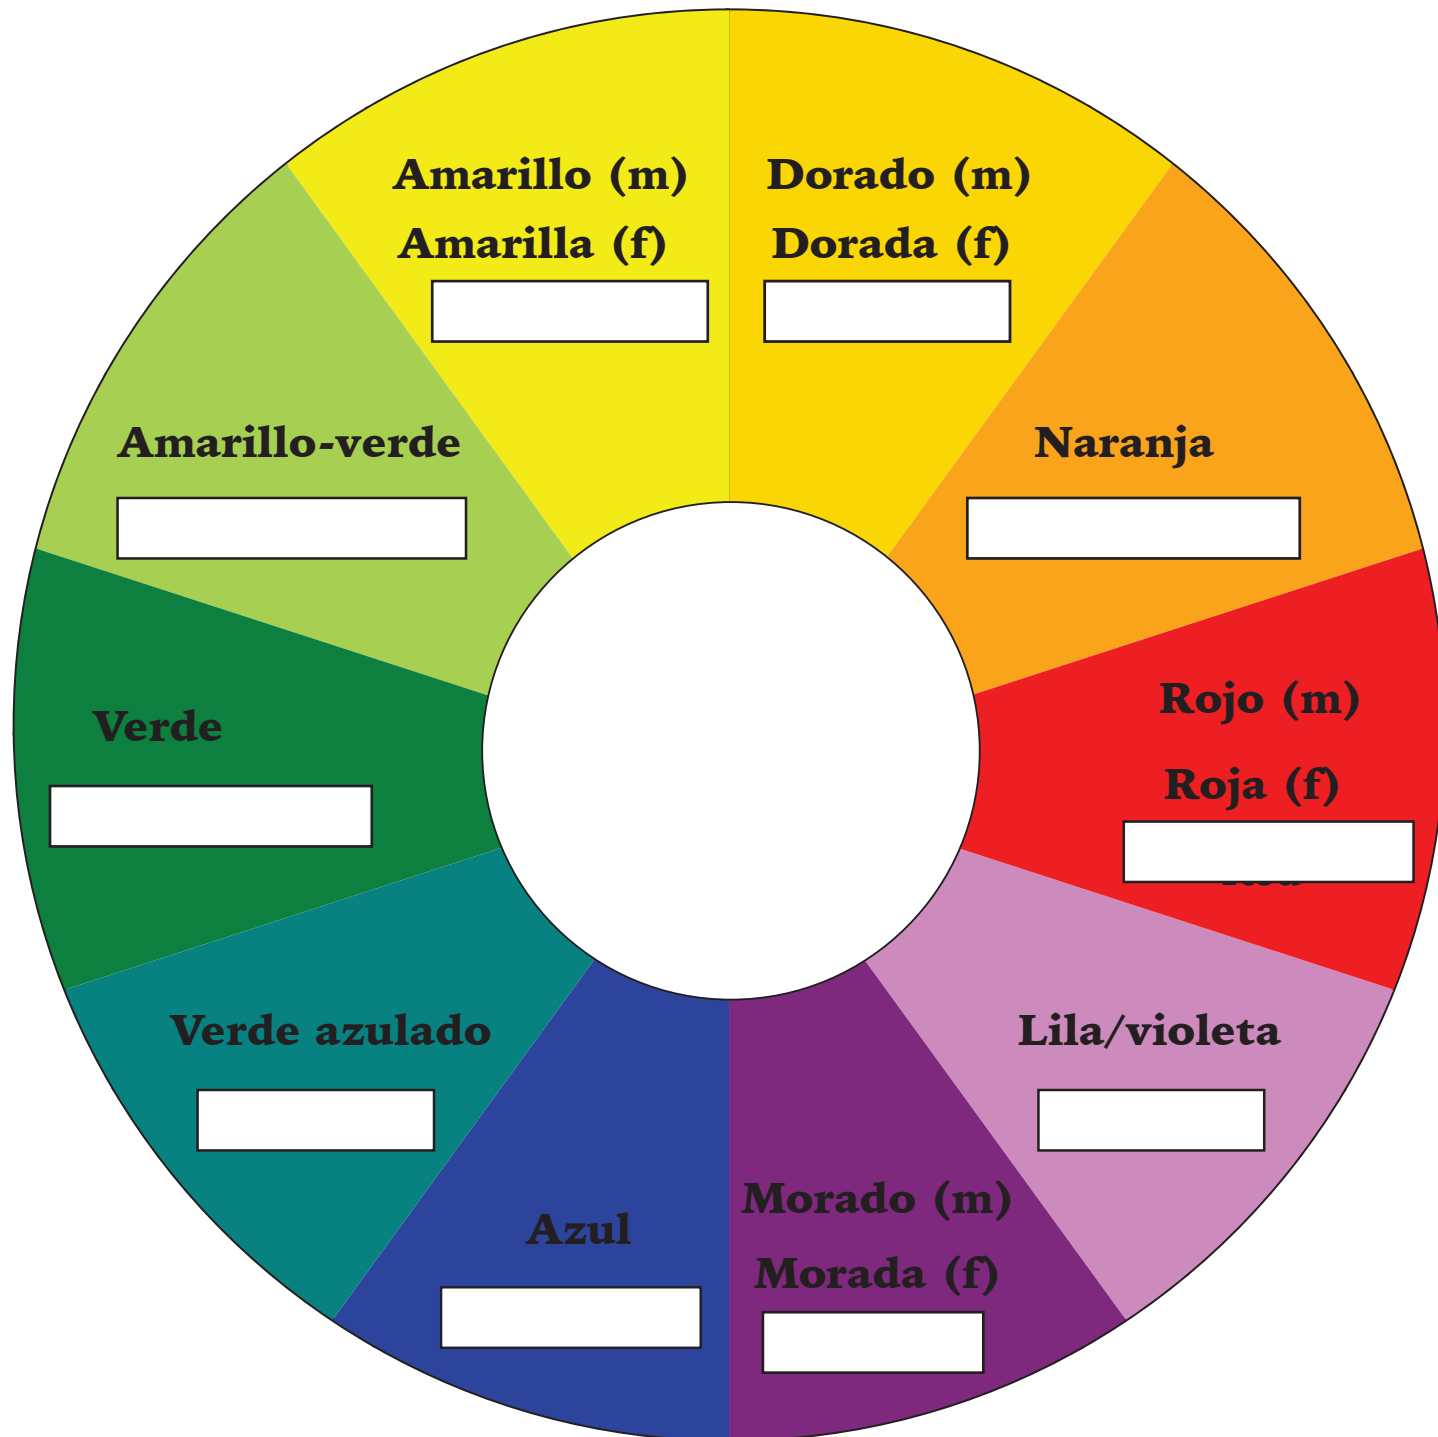 Amarillo (m)
Amarilla (f)
Dorado (m)
Dorada (f)
Amarillo-verde
Naranja
Verde
Rojo (m)
Roja (f)
Verde azulado
Lila/violeta
Azul
Morado (m)
Morada (f)